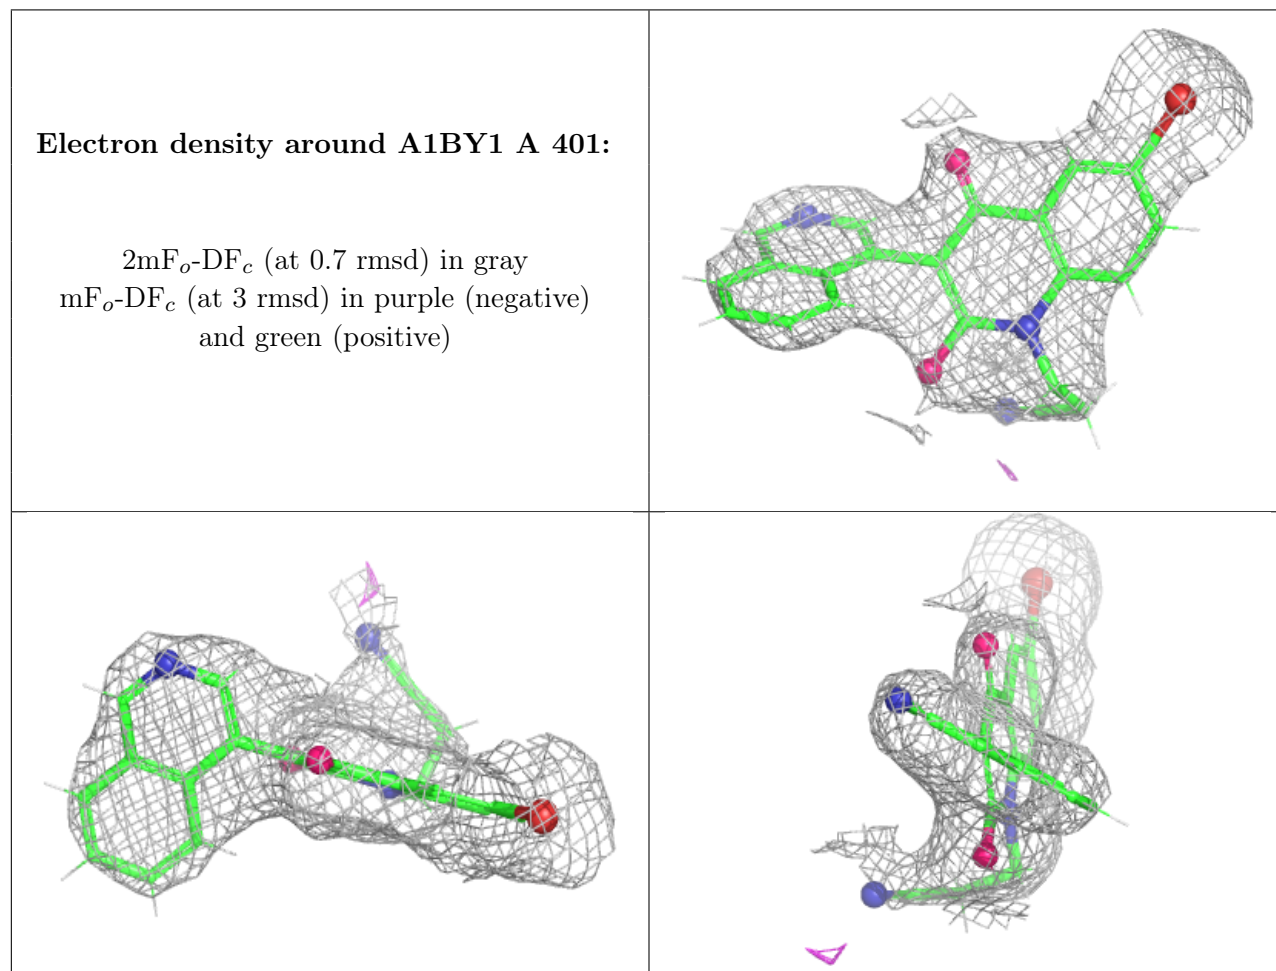 Electron density around A1BY1 A 401:
2mFo-DFc (at 0.7 rmsd) in gray
mFo-DFc (at 3 rmsd) in purple (negative)
and green (positive)